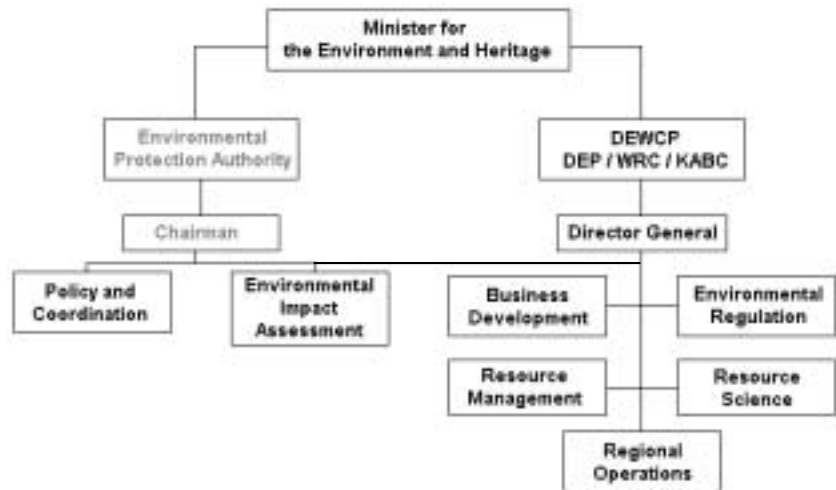 Minister for
the Environment and Heritage
Environmental
Protection Authority
DEWCP
DEP / WRC / KABC
Chairman
Director General
Policy and
Coordination
Environmental
Impact
Assessment
Business
Development
Environmental
Regulation
Resource
Management
Resource
Science
Regional
Operations